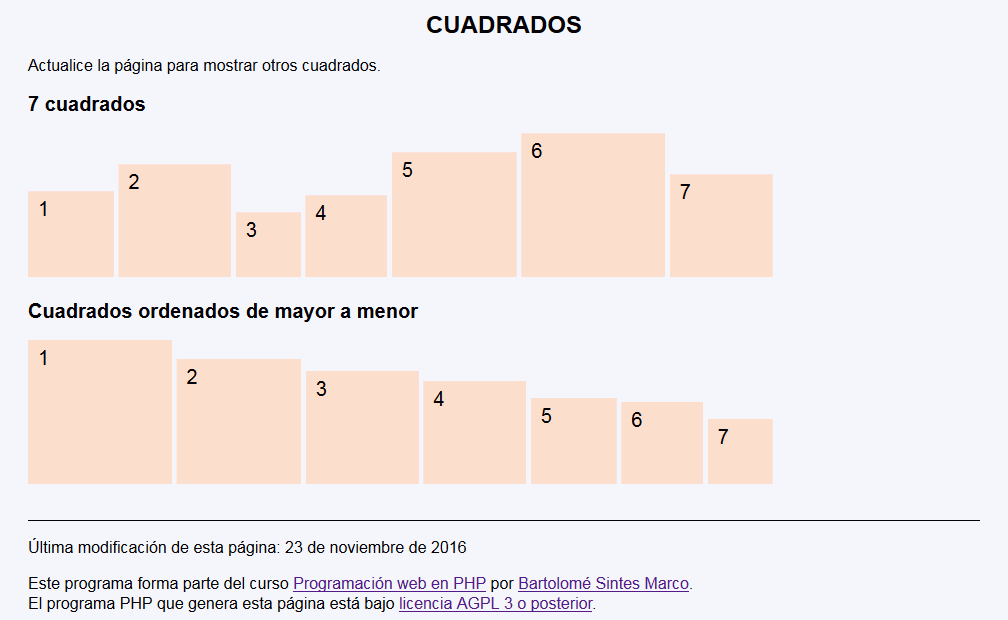 CUADRADOS
Actualice la página para mostrar otros cuadrados.
7 cuadrados
1
2
3
4
5
6
7
Cuadrados ordenados de mayor a menor
1
2
3
4
5
6
7
Última modificación de esta página: 23 de noviembre de 2016
Este programa forma parte del curso Programación web en PHP por Bartolomé Sintes Marco.
El programa PHP que genera esta página está bajo licencia AGPL 3 o posterior.